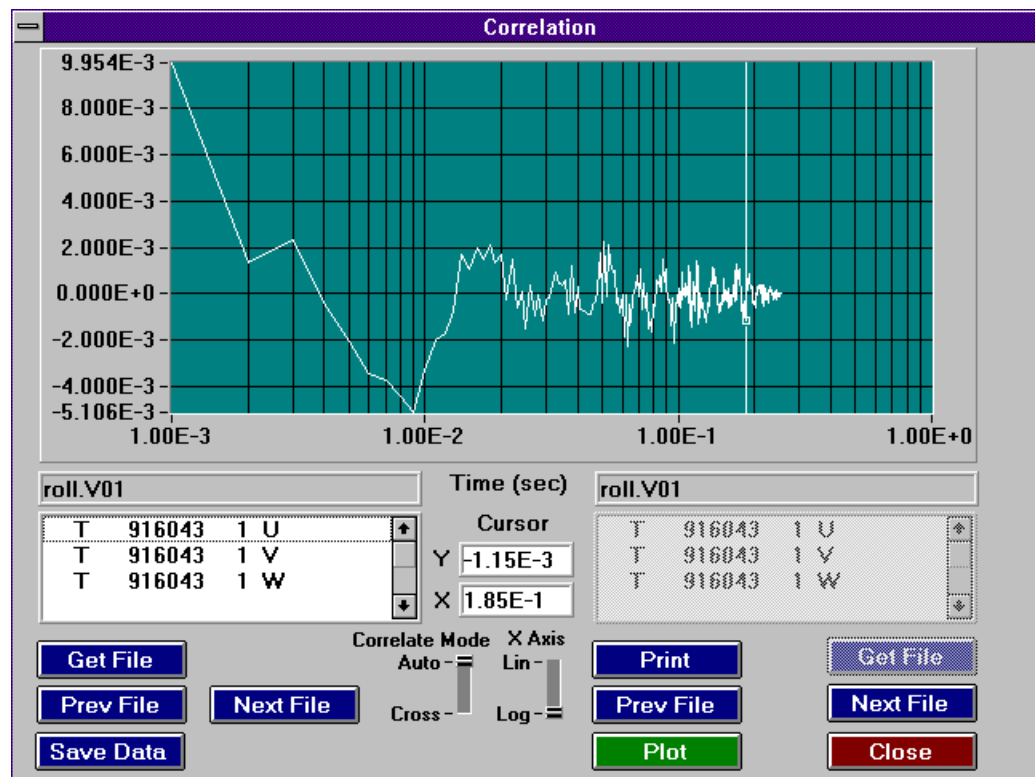 Correlation
9.954E-3
8.000E-3
6.000E-3
4.000E-3
2.000E-3
0.000E+0
-2.000E-3
-4.000E-3
-5.106E-3
1.00E-3 1.00E-2 1.00E-1 1.00E+0
Time (sec)
roll.V01
T 916043 1 U
T 916043 1 V
T 916043 1 W
Cursor
Y -1.15E-3
X 1.85E-1
roll.V01
T 916043 1 U
T 916043 1 V
T 916043 1 W
Get File
Prev File Next File
Save Data
Correlate Mode
Auto
Cross
X Axis
Lin
Log
Print Get File
Prev File Next File
Plot Close